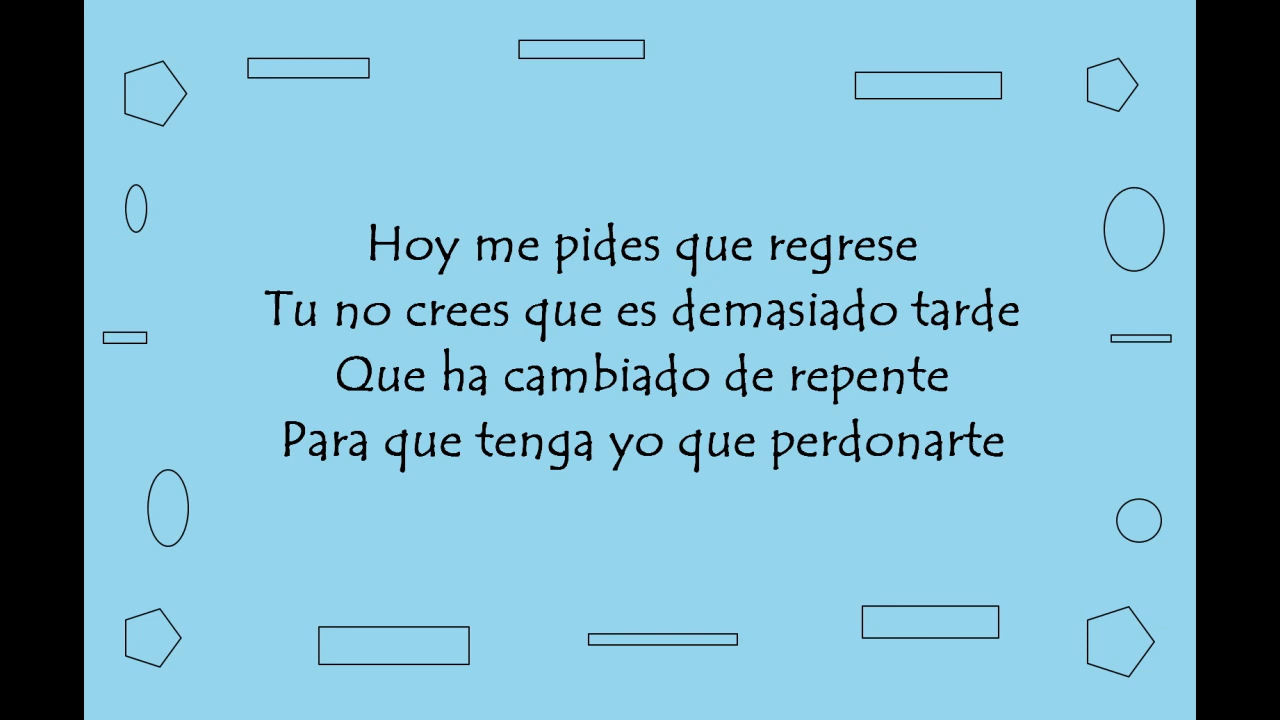 Hoy me pides que regrese
Tu no crees que es demasiado tarde
Que ha cambiado de repente
Para que tenga yo que perdonarte